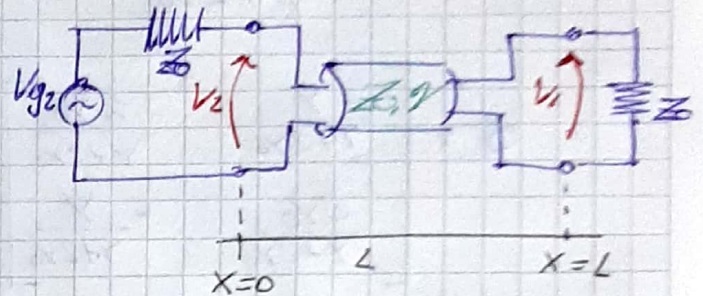 Z₀
Vg₂
V₂
Z, γ
V₁
Z₀
L
X=0
X=L